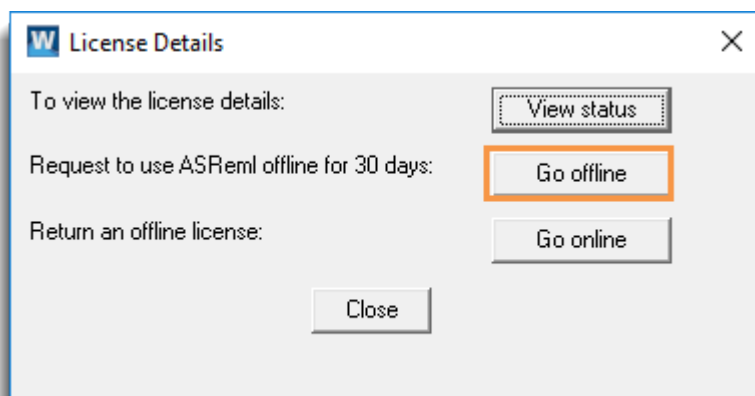 W License Details
To view the license details: View status
Request to use ASReml offline for 30 days: Go offline
Return an offline license: Go online
Close